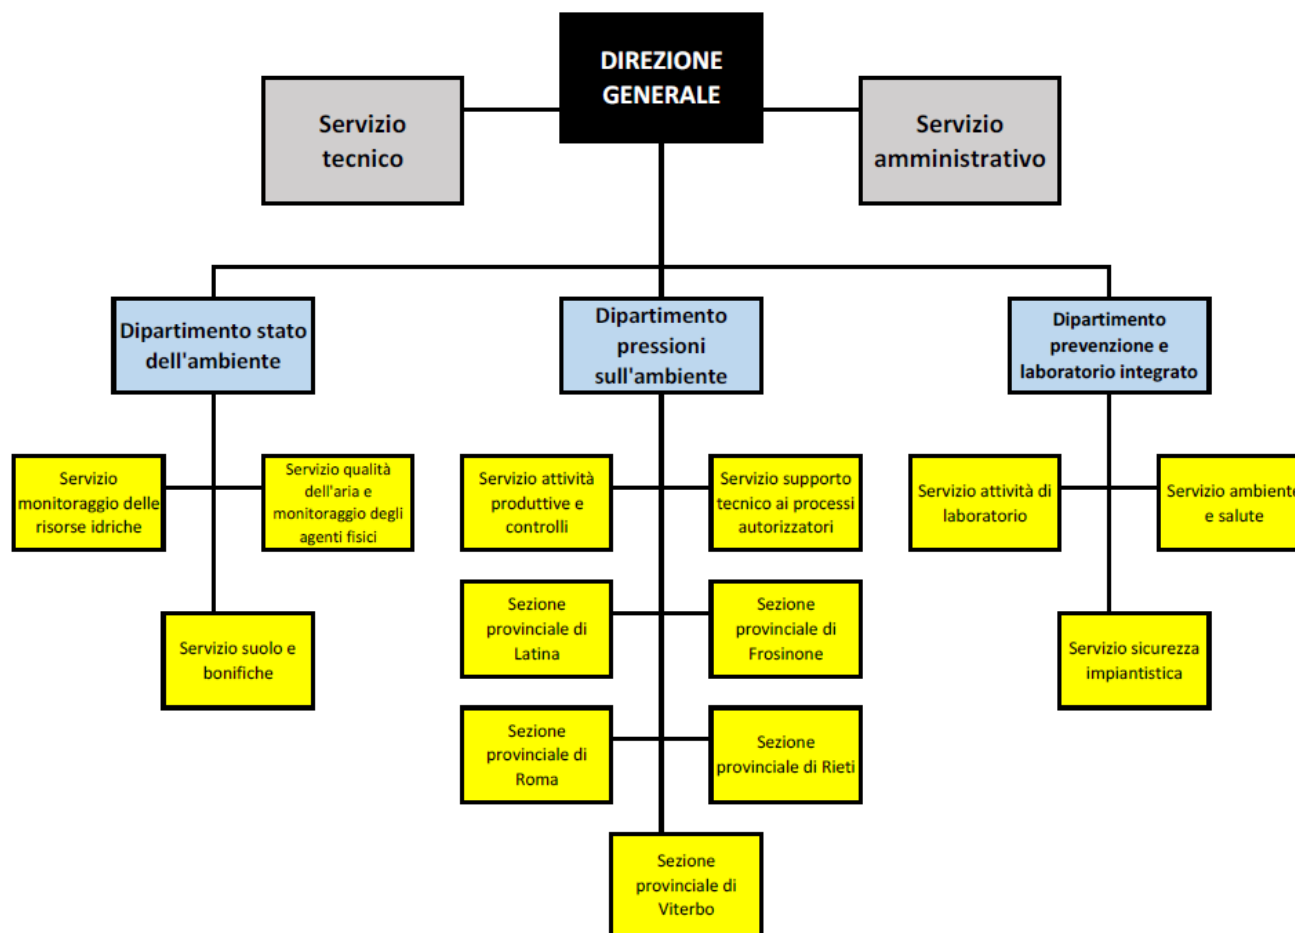 DIREZIONE
GENERALE
Servizio
tecnico
Servizio
amministrativo
Dipartimento stato
dell'ambiente
Dipartimento
pressioni
sull'ambiente
Dipartimento
prevenzione e
laboratorio integrato
Servizio
monitoraggio delle
risorse idriche
Servizio qualità
dell'aria e
monitoraggio degli
agenti fisici
Servizio attività
produttive e
controlli
Servizio supporto
tecnico ai processi
autorizzatori
Servizio attività di
laboratorio
Servizio ambiente
e salute
Servizio suolo e
bonifiche
Sezione
provinciale di
Latina
Sezione
provinciale di
Frosinone
Servizio sicurezza
impiantistica
Sezione
provinciale di
Roma
Sezione
provinciale di Rieti
Sezione
provinciale di
Viterbo